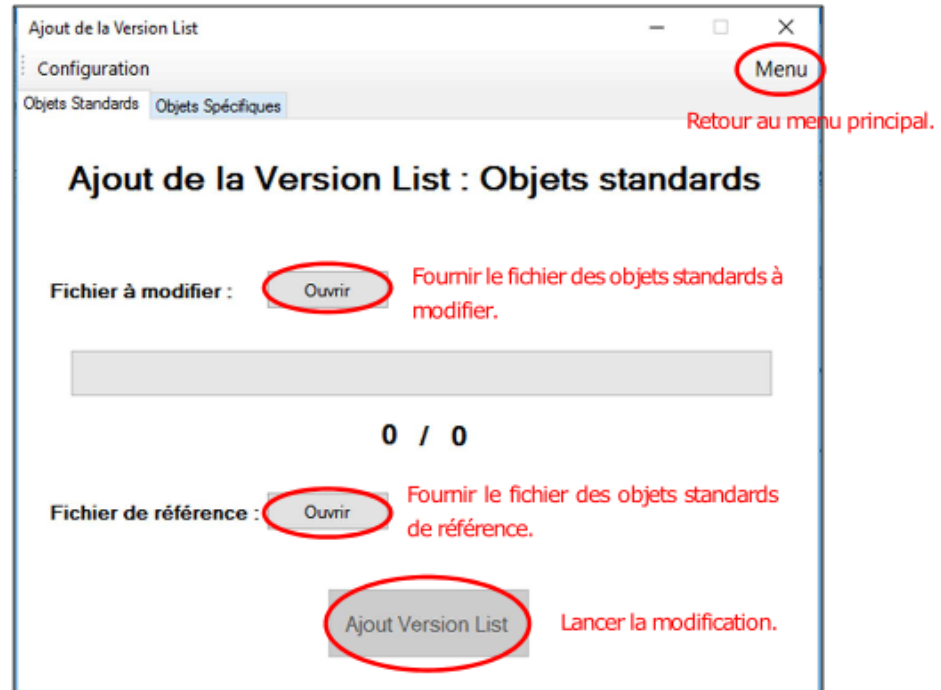 Ajout de la Version List
Configuration
Menu
Objets Standards
Objets Spécifiques
Retour au menu principal.
Ajout de la Version List : Objets standards
Fichier à modifier :
Ouvrir
Fournir le fichier des objets standards à
modifier.
0 / 0
Fichier de référence :
Ouvrir
Fournir le fichier des objets standards
de référence.
Ajout Version List
Lancer la modification.